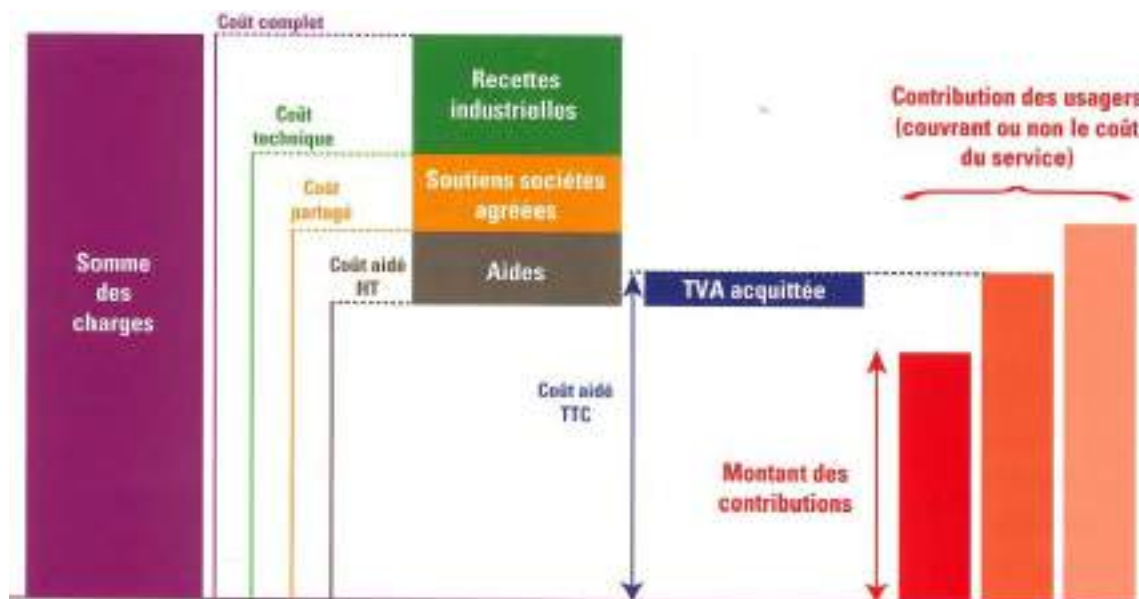 Coût complet
Recettes
industrielles
Contribution des usagers
(couvrant ou non le coût
du service)
Coût
technique
Soutiens sociétés
agréées
Coût
partagé
Somme
des
charges
Coût aidé
HT
Aides
TVA acquittée
Coût aidé
TTC
Montant des
contributions